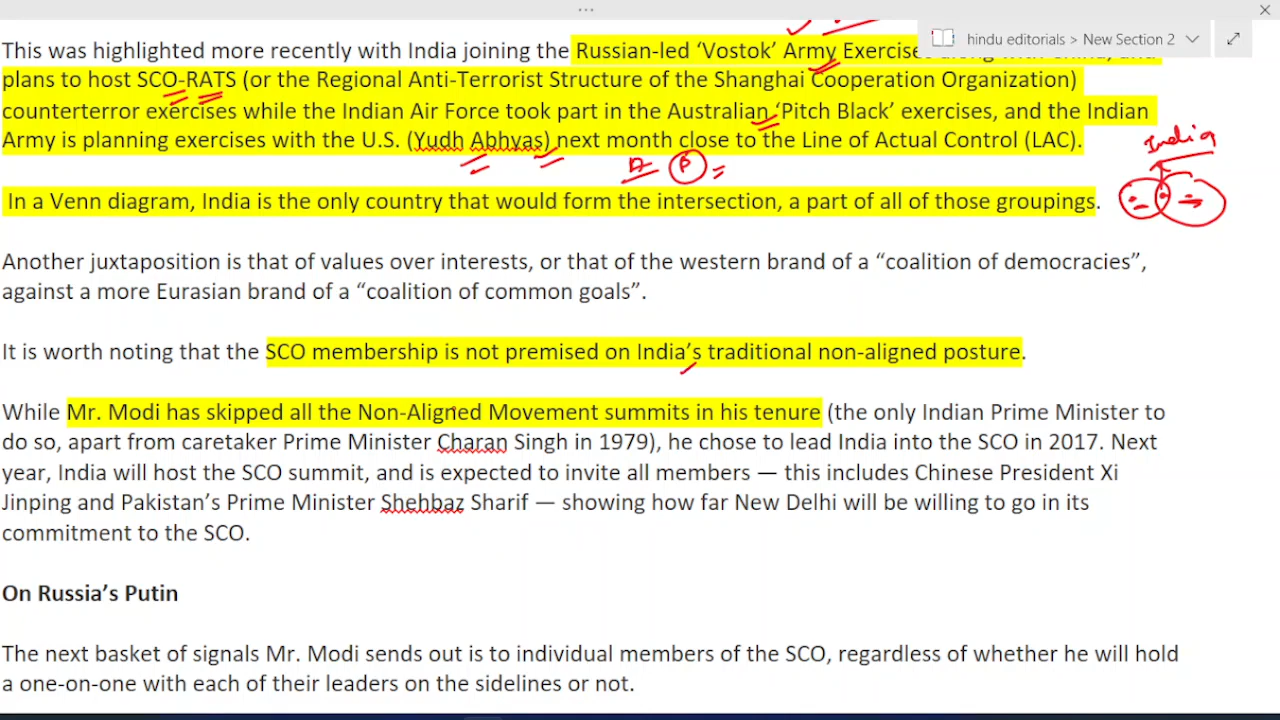 hindu editorials > New Section 2
This was highlighted more recently with India joining the Russian-led ‘Vostok’ Army Exercise
plans to host SCO-RATS (or the Regional Anti-Terrorist Structure of the Shanghai Cooperation Organization)
counterterror exercises while the Indian Air Force took part in the Australian ‘Pitch Black’ exercises, and the Indian
Army is planning exercises with the U.S. (Yudh Abhyas) next month close to the Line of Actual Control (LAC).
India
In a Venn diagram, India is the only country that would form the intersection, a part of all of those groupings.
Another juxtaposition is that of values over interests, or that of the western brand of a “coalition of democracies”,
against a more Eurasian brand of a “coalition of common goals”.
It is worth noting that the SCO membership is not premised on India’s traditional non-aligned posture.
While Mr. Modi has skipped all the Non-Aligned Movement summits in his tenure (the only Indian Prime Minister to
do so, apart from caretaker Prime Minister Charan Singh in 1979), he chose to lead India into the SCO in 2017. Next
year, India will host the SCO summit, and is expected to invite all members — this includes Chinese President Xi
Jinping and Pakistan’s Prime Minister Shehbaz Sharif — showing how far New Delhi will be willing to go in its
commitment to the SCO.
On Russia’s Putin
The next basket of signals Mr. Modi sends out is to individual members of the SCO, regardless of whether he will hold
a one-on-one with each of their leaders on the sidelines or not.